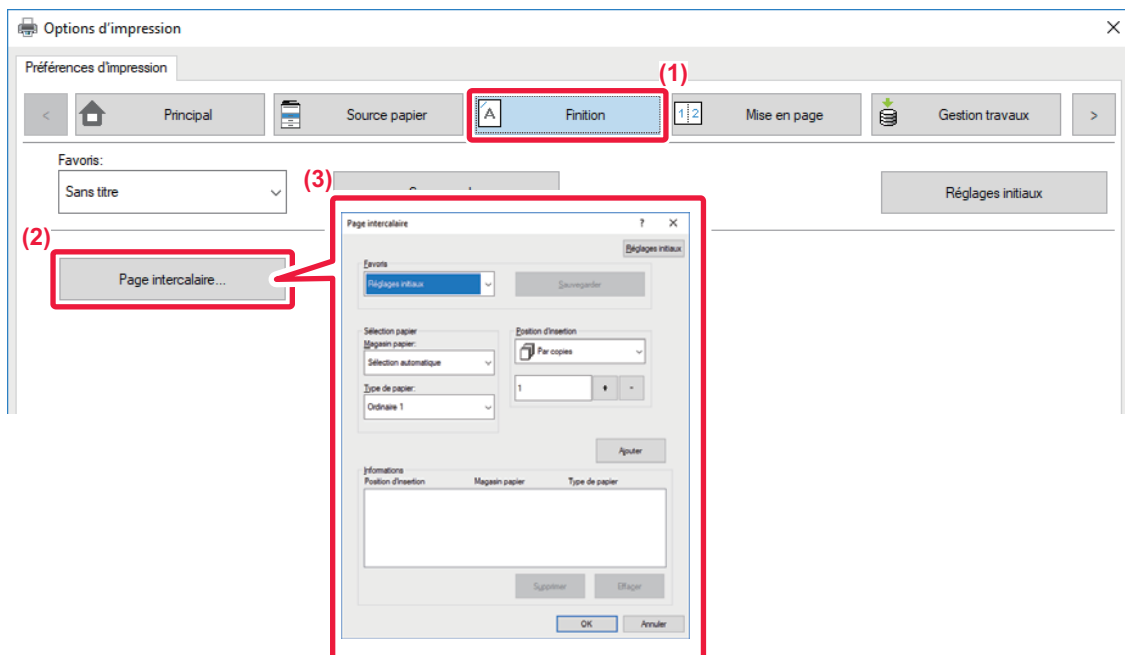 Options d'impression
Préférences d'impression
(1)
< Principal Source papier A Finition 1 2 Mise en page Gestion travaux >
Favoris:
Sans titre
(3)
Réglages initiaux
(2)
Page intercalaire...
Page intercalaire ?
Réglages initiaux
Favoris
Réglages initiaux Sauvegarder
Sélection papier Position d'insertion
Magasin papier: Par copies
Sélection automatique
Type de papier: 1 + -
Ordinaire 1
Ajouter
Informations
Position d'insertion Magasin papier Type de papier
Supprimer Effaçer
OK Annuler